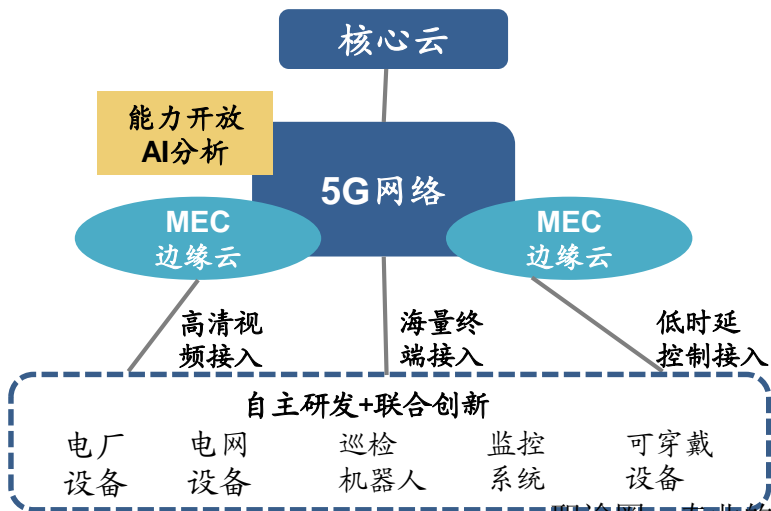 核心云
能力开放
AI分析
5G网络
MEC
边缘云
MEC
边缘云
高清视
频接入
海量终
端接入
低时延
控制接入
自主研发+联合创新
电厂
设备
电网
设备
巡检
机器人
监控
系统
可穿戴
设备